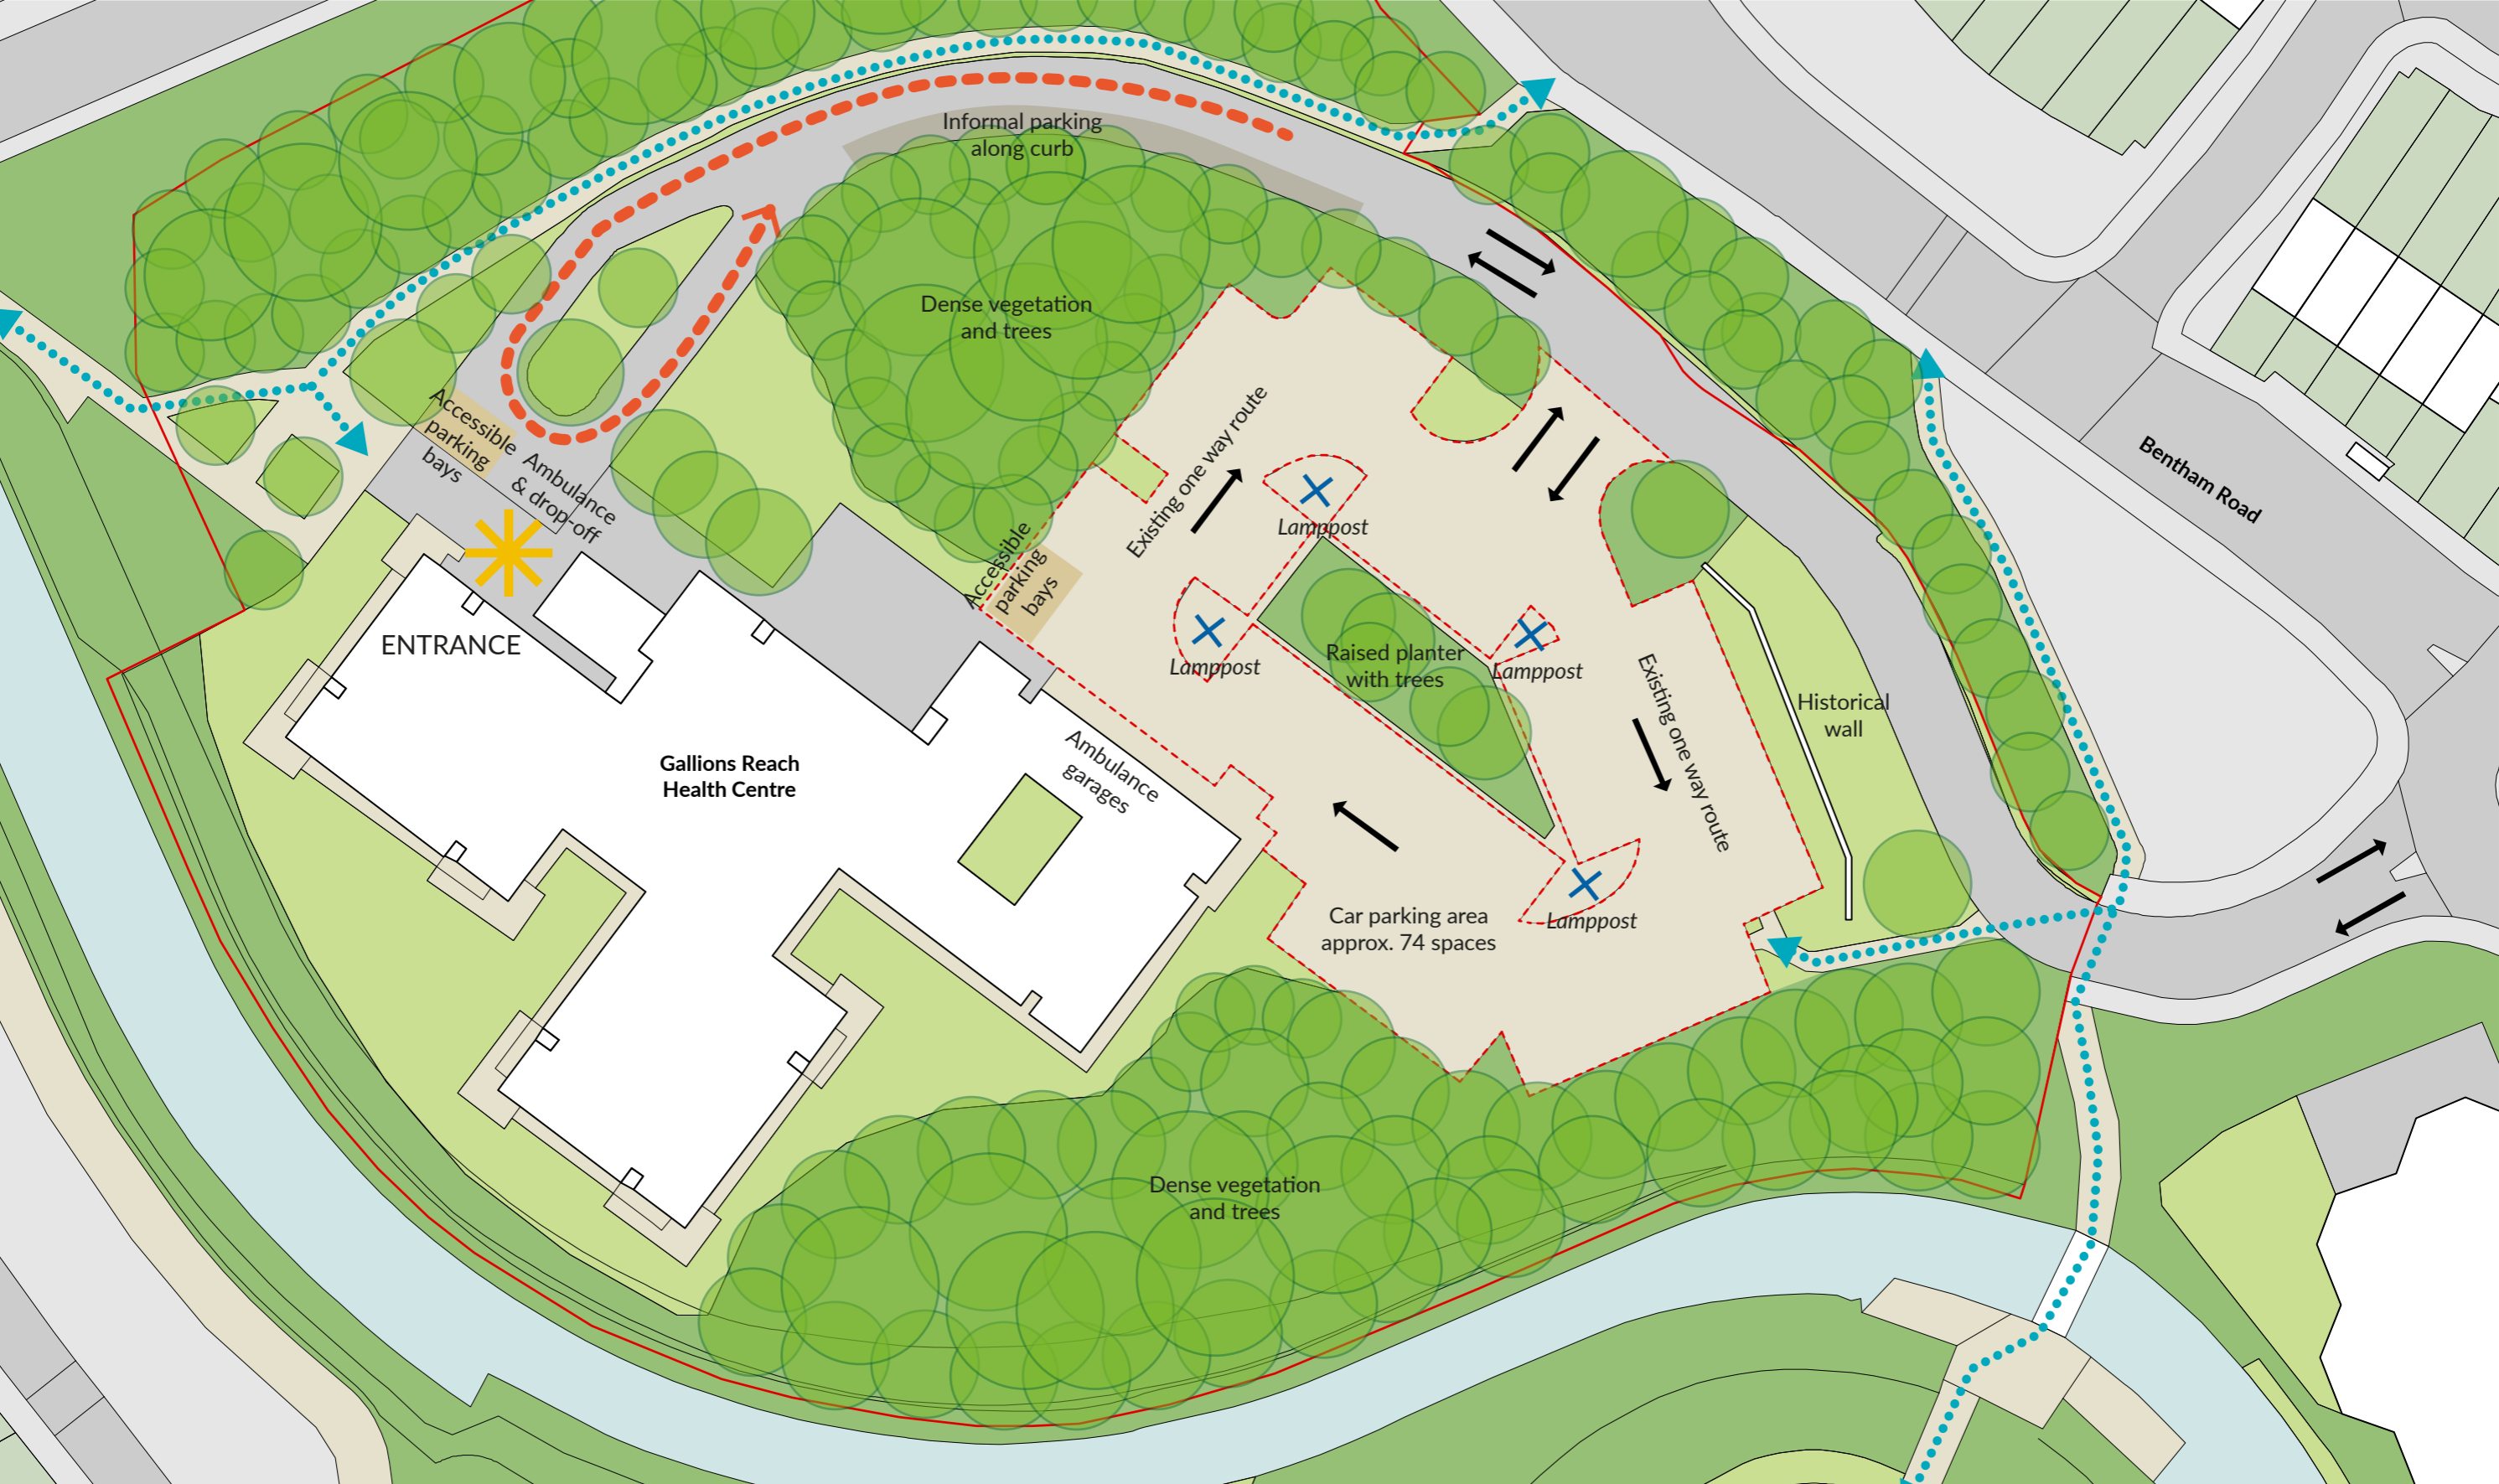 Informal parking
along curb
Dense vegetation
and trees
Accessible
parking
bays
Ambulance
& drop-off
ENTRANCE
Gallions Reach
Health Centre
Ambulance
garages
Accessible
parking
bays
Existing one way route
Lamppost
Lamppost
Raised planter
with trees
Lamppost
Existing one way route
Historical
wall
Bentham Road
Car parking area
approx. 74 spaces
Lamppost
Dense vegetation
and trees